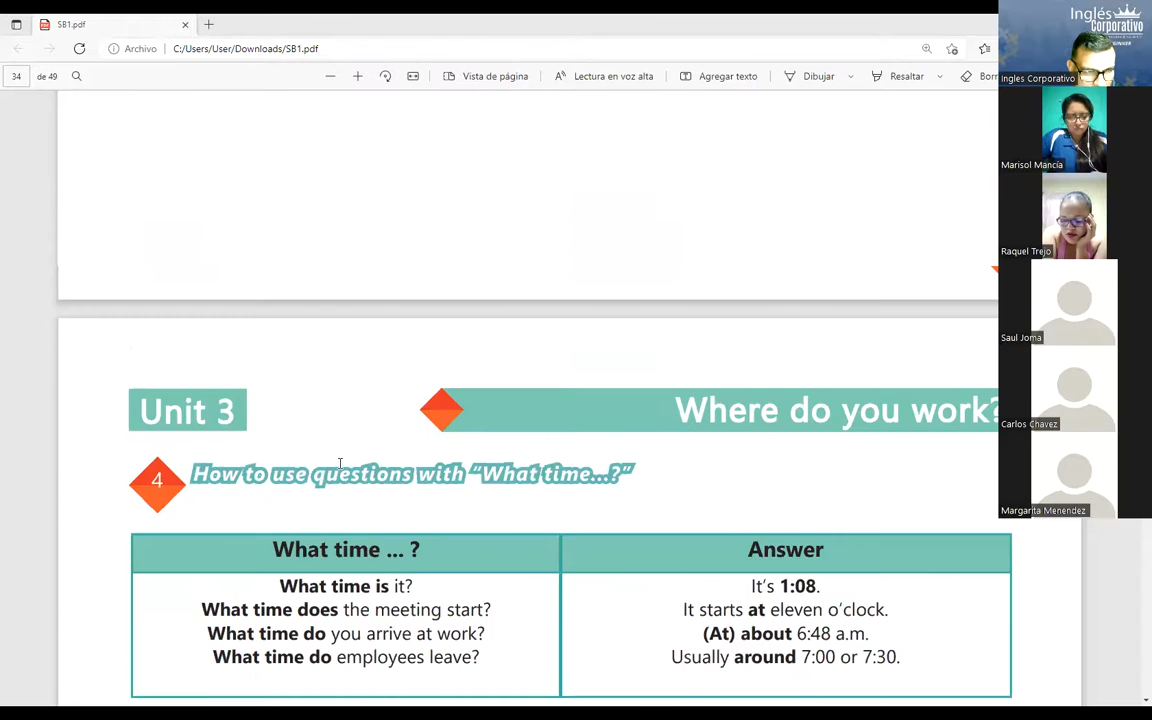 SB1.pdf
Archivo
C:/Users/User/Downloads/SB1.pdf
34
de 49
Vista de página
Lectura en voz alta
Agregar texto
Dibujar
Resaltar
Borr
Inglés
Corporativo
Ingles Corporativo
Marisol Mancía
Raquel Trejo
Saul Joma
Carlos Chavez
Margarita Menendez
Unit 3
Where do you work?
4
How to use questions with “What time...?”
What time ... ?
Answer
What time is it?
It’s 1:08.
What time does the meeting start?
It starts at eleven o’clock.
What time do you arrive at work?
(At) about 6:48 a.m.
What time do employees leave?
Usually around 7:00 or 7:30.